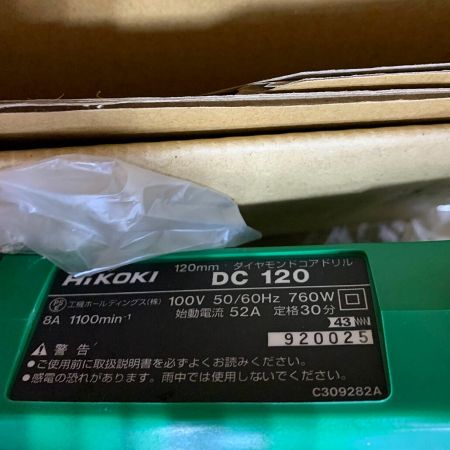 HiKOKI 120mm ダイヤモンドコアドリル
DC 120
PS E 工機ホールディングス(株) 100V 50/60Hz 760W
8A 1100min⁻¹ 始動電流 52A 定格30分
43
920025
警告
●ご使用前に取扱説明書を必ずよくお読みください。
●感電の恐れがあります。雨中では使用しないでください。
C309282A